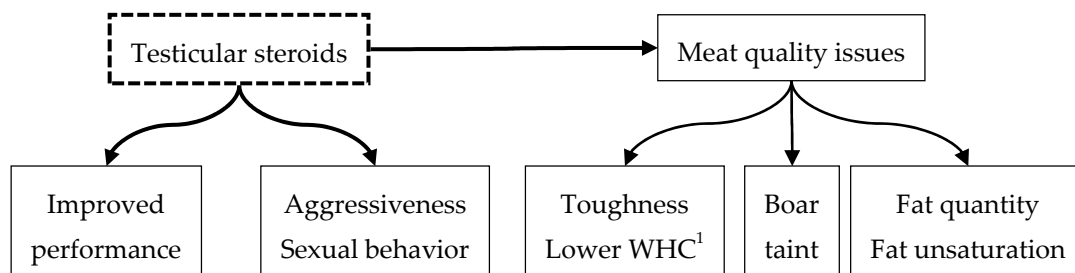 Testicular steroids
Meat quality issues
Improved
performance
Aggressiveness
Sexual behavior
Toughness
Lower WHC¹
Boar
taint
Fat quantity
Fat unsaturation